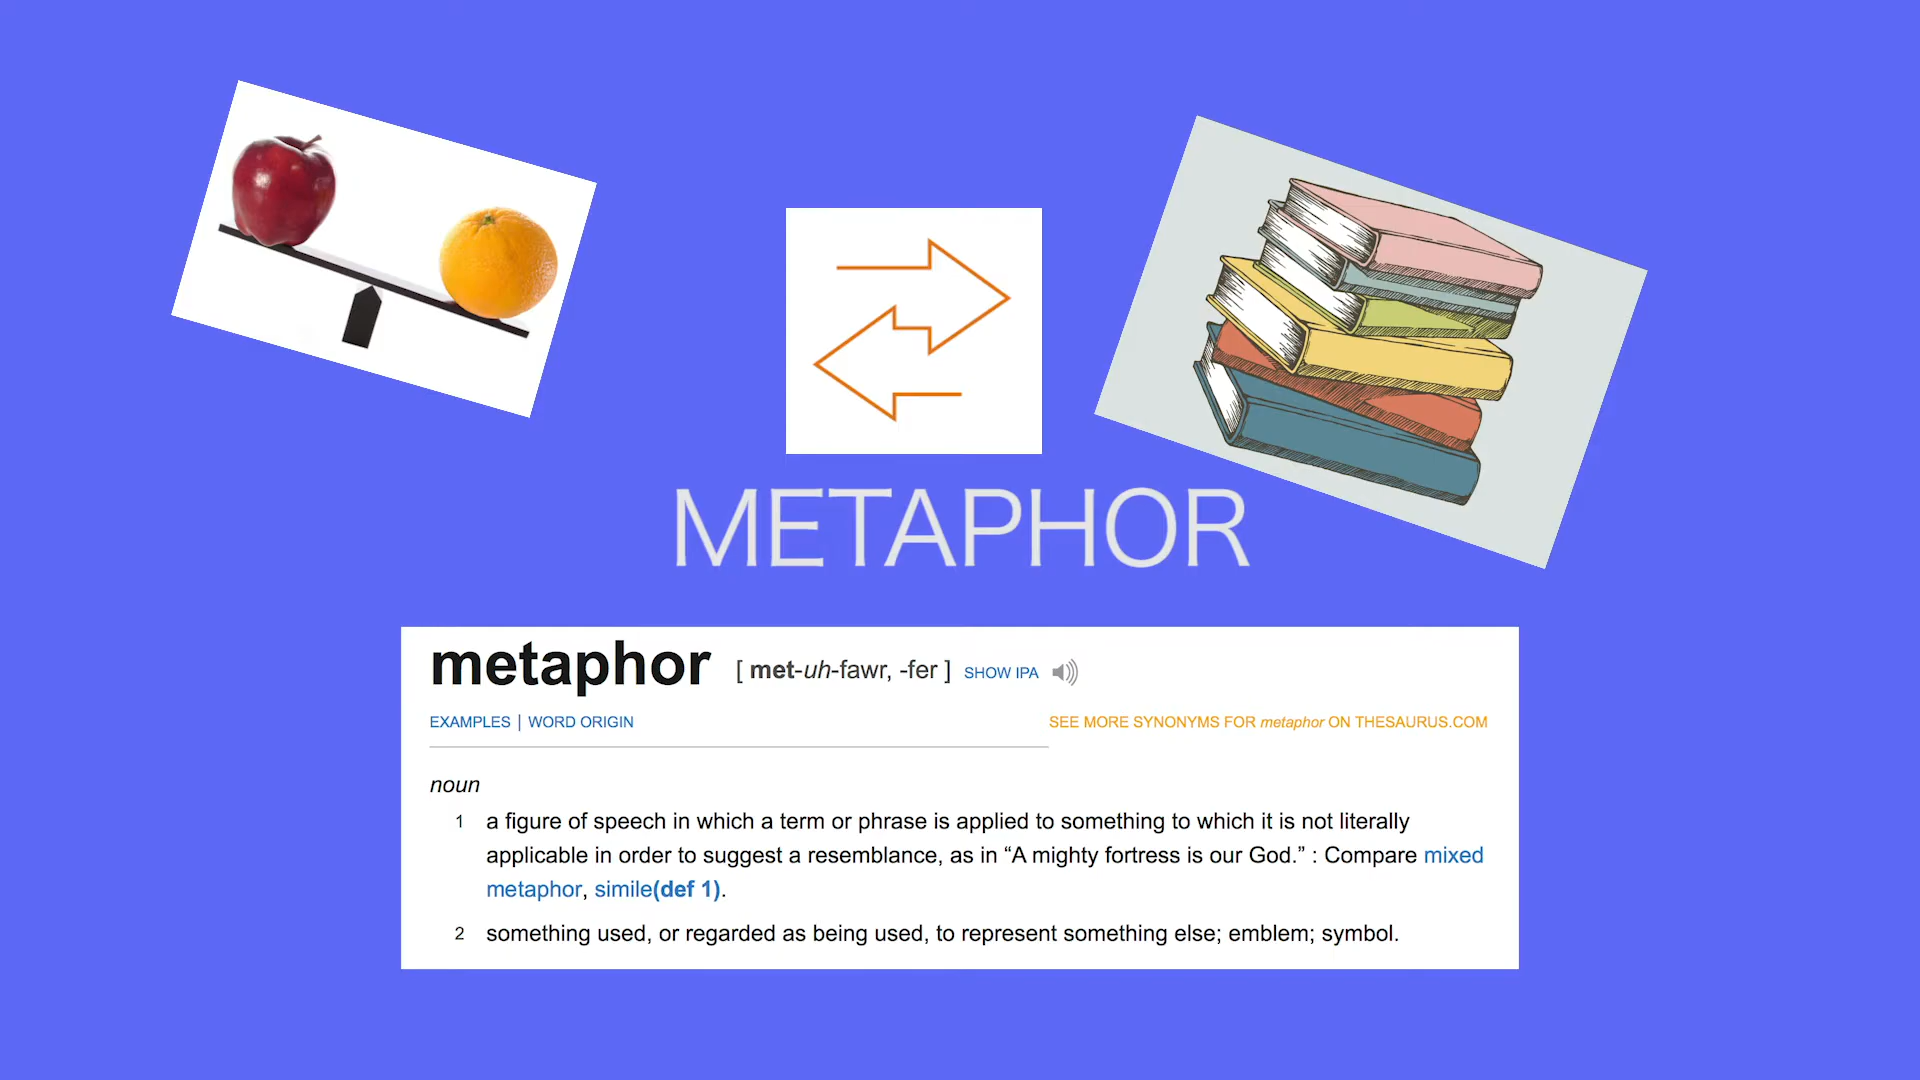 METAPHOR
metaphor [ met-uh-fawr, -fer ] SHOW IPA
EXAMPLES | WORD ORIGIN SEE MORE SYNONYMS FOR metaphor ON THESAURUS.COM
noun
1 a figure of speech in which a term or phrase is applied to something to which it is not literally
applicable in order to suggest a resemblance, as in “A mighty fortress is our God.” : Compare mixed
metaphor, simile(def 1).
2 something used, or regarded as being used, to represent something else; emblem; symbol.